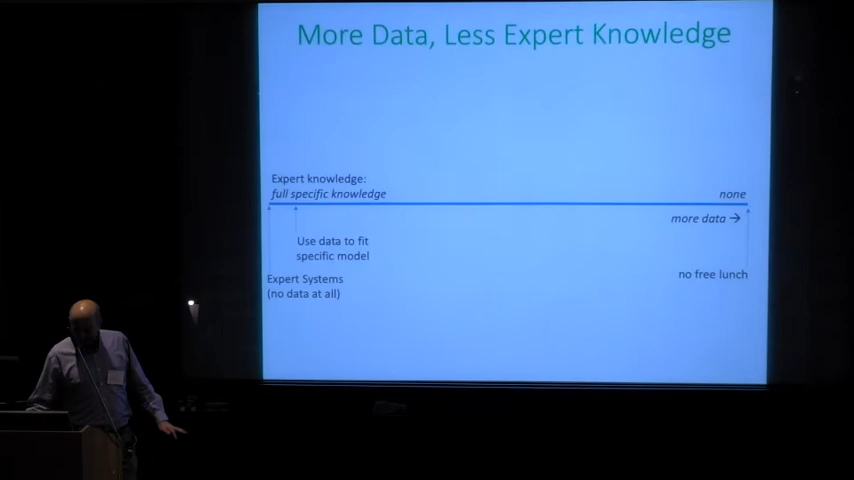 More Data, Less Expert Knowledge
Expert knowledge:
full specific knowledge
none
more data →
Use data to fit
specific model
Expert Systems
(no data at all)
no free lunch